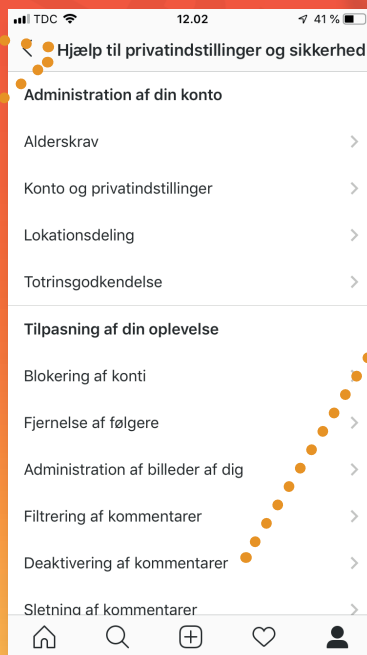 TDC 12.02 41 %
Hjælp til privatindstillinger og sikkerhed
Administration af din konto
Alderskrav
Konto og privatindstillinger
Lokationsdeling
Totrinsgodkendelse
Tilpasning af din oplevelse
Blokering af konti
Fjernelse af følgere
Administration af billeder af dig
Filtrering af kommentarer
Deaktivering af kommentarer
Sletning af kommentarer